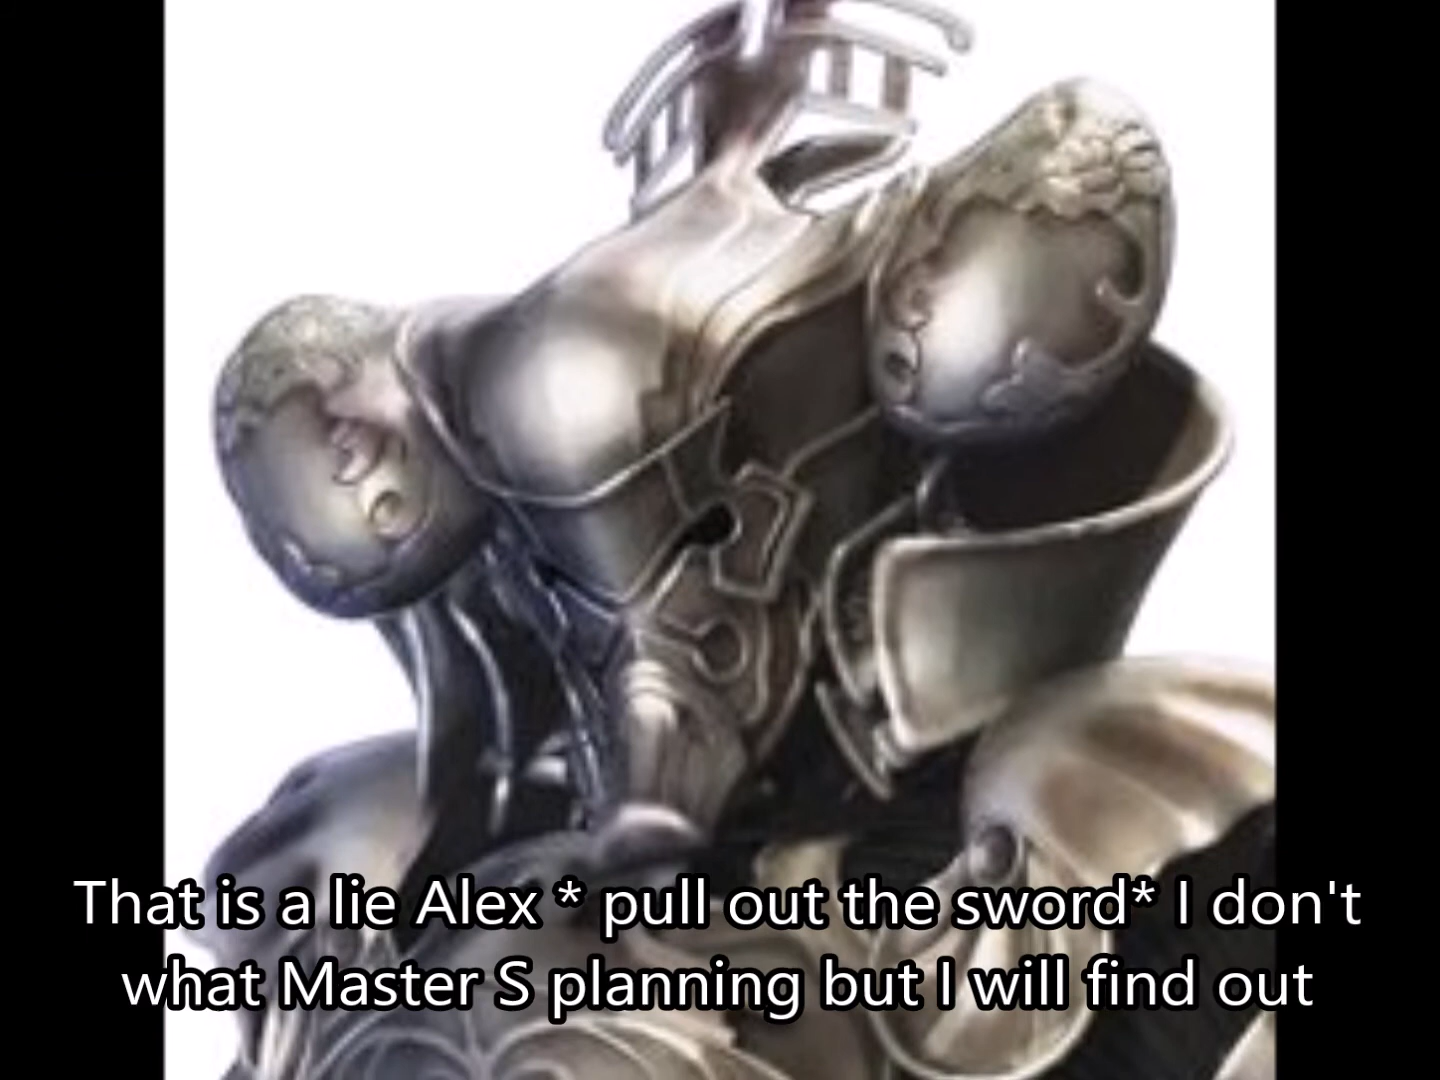 That is a lie Alex * pull out the sword* I don't
what Master S planning but I will find out